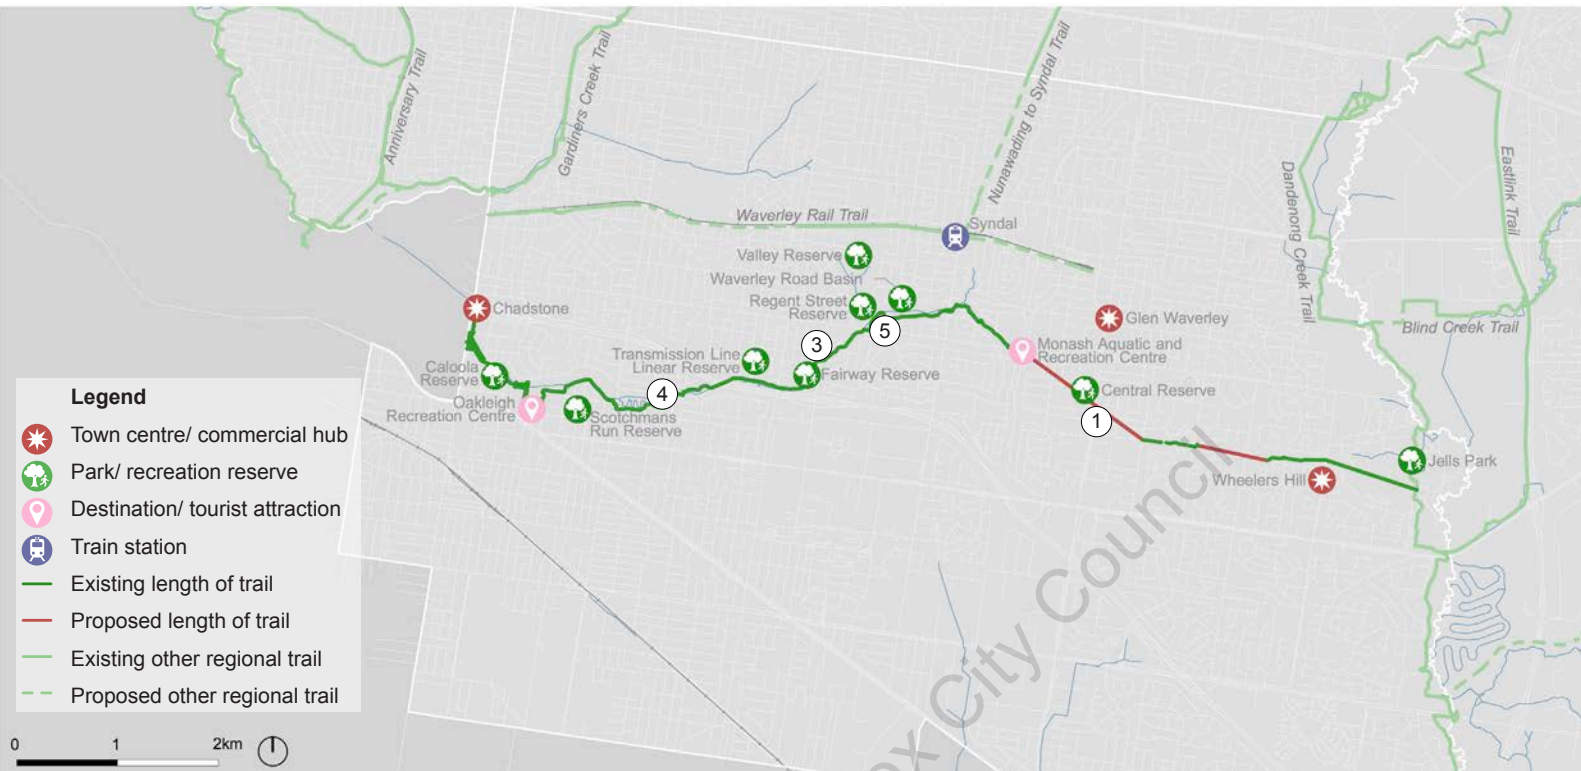 Anniversary Trail
Gardiners Creek Trail
Nunawading to Syndal Trail
Waverley Rail Trail
Syndal
Dandenong Creek Trail
Eastlink Trail
Blind Creek Trail
Valley Reserve
Waverley Road Basin
Regent Street
Reserve
5
3
Chadstone
Glen Waverley
Monash Aquatic and
Recreation Centre
Transmission Line
Linear Reserve
Fairway Reserve
Caloola
Reserve
4
Central Reserve
1
Oakleigh
Recreation Centre
Scotchmans
Run Reserve
Jells Park
Wheelers Hill
Legend
Town centre/ commercial hub
Park/ recreation reserve
Destination/ tourist attraction
Train station
Existing length of trail
Proposed length of trail
Existing other regional trail
Proposed other regional trail
0 1 2km
City Council